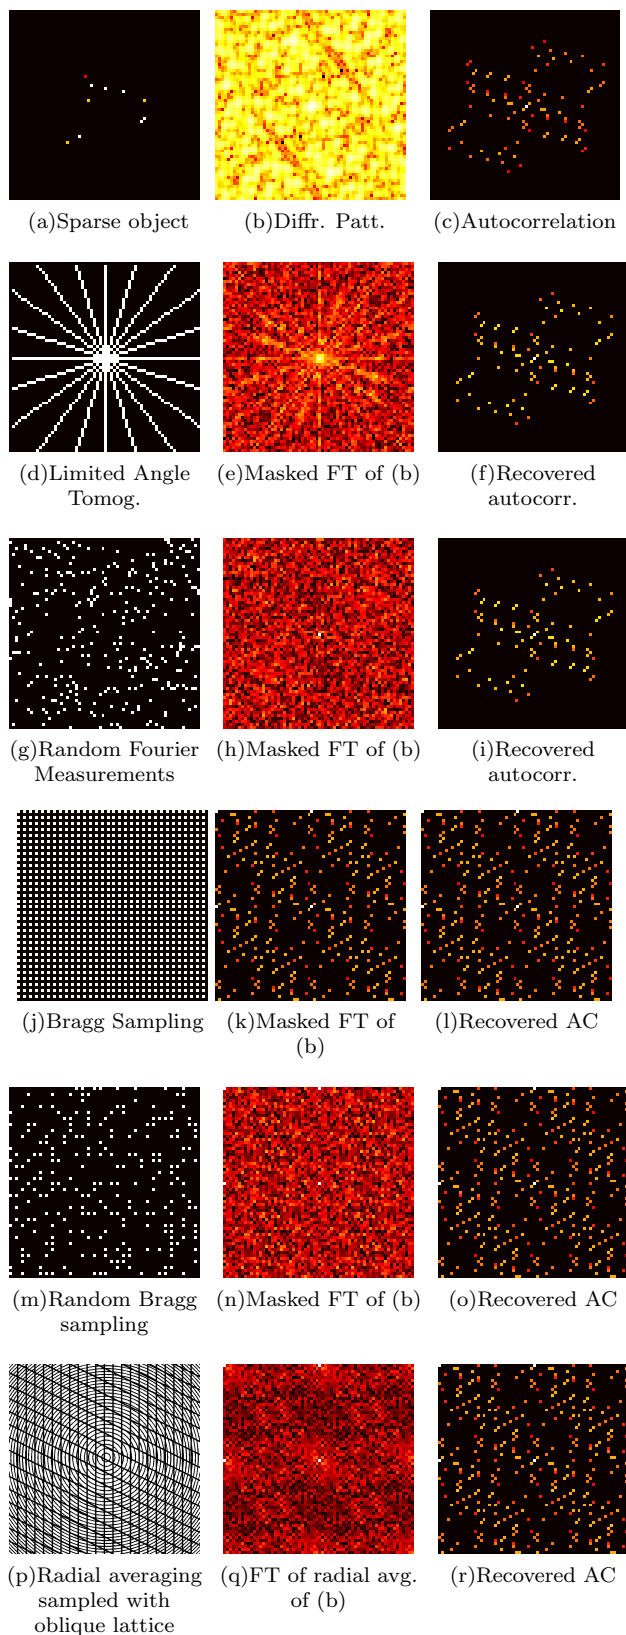 (a)Sparse object
(b)Diffr. Patt.
(c)Autocorrelation
(d)Limited Angle
Tomog.
(e)Masked FT of (b)
(f)Recovered
autocorr.
(g)Random Fourier
Measurements
(h)Masked FT of (b)
(i)Recovered
autocorr.
(j)Bragg Sampling
(k)Masked FT of
(b)
(l)Recovered AC
(m)Random Bragg
sampling
(n)Masked FT of (b)
(o)Recovered AC
(p)Radial averaging
sampled with
oblique lattice
(q)FT of radial avg.
of (b)
(r)Recovered AC